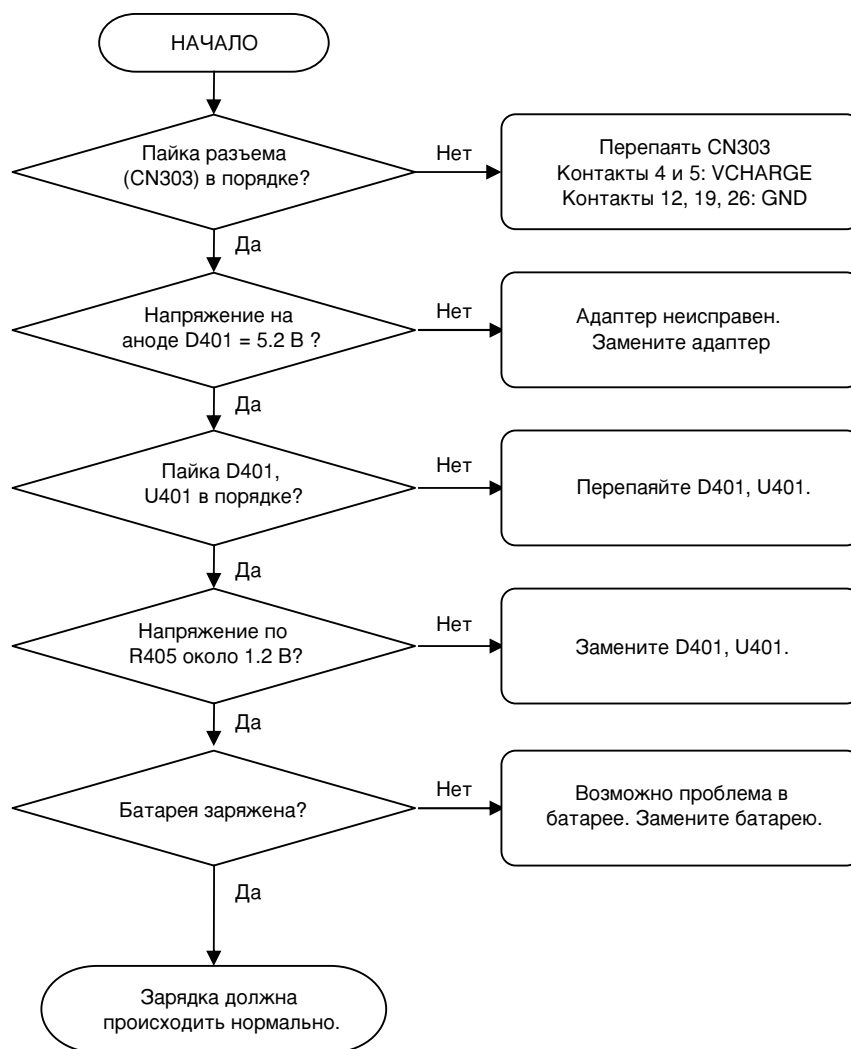 НАЧАЛО
Пайка разъема
(CN303) в порядке?
Нет
Перепаять CN303
Контакты 4 и 5: VCHARGE
Контакты 12, 19, 26: GND
Да
Напряжение на
аноде D401 = 5.2 В ?
Нет
Адаптер неисправен.
Замените адаптер
Да
Пайка D401,
U401 в порядке?
Нет
Перепаяйте D401, U401.
Да
Напряжение по
R405 около 1.2 В?
Нет
Замените D401, U401.
Да
Батарея заряжена?
Нет
Возможно проблема в
батарее. Замените батарею.
Да
Зарядка должна
происходить нормально.